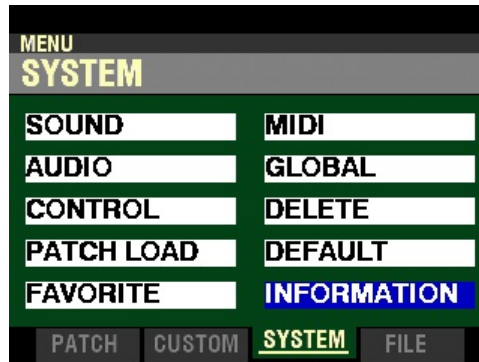 MENU
SYSTEM
SOUND
MIDI
AUDIO
GLOBAL
CONTROL
DELETE
PATCH LOAD
DEFAULT
FAVORITE
INFORMATION
PATCH
CUSTOM
SYSTEM
FILE